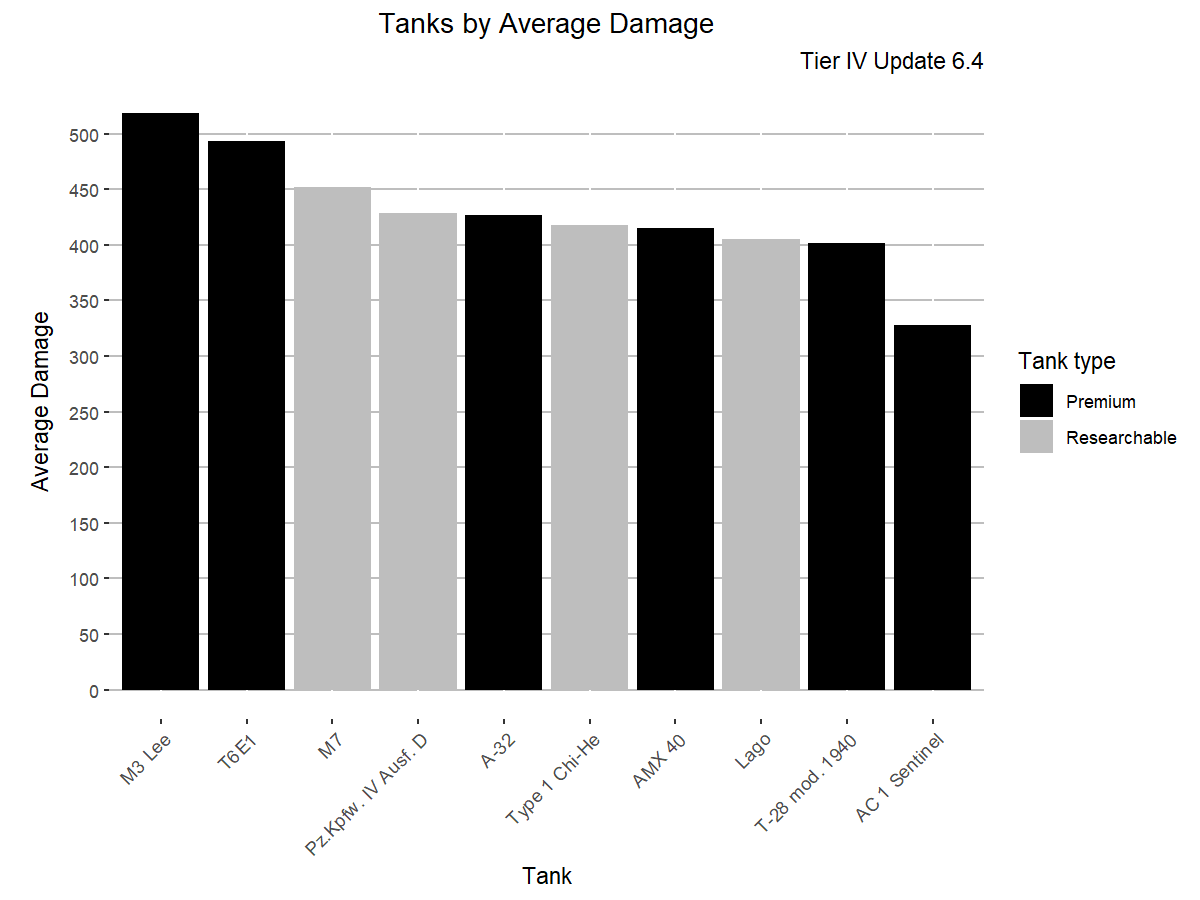 Tanks by Average Damage
Tier IV Update 6.4
Average Damage
500
450
400
350
300
250
200
150
100
50
0
M3 Lee
T6E1
M7
Pz.Kpfw. IV Ausf. D
A-32
Type 1 Chi-He
AMX 40
Lago
T-28 mod. 1940
AC 1 Sentinel
Tank
Tank type
Premium
Researchable